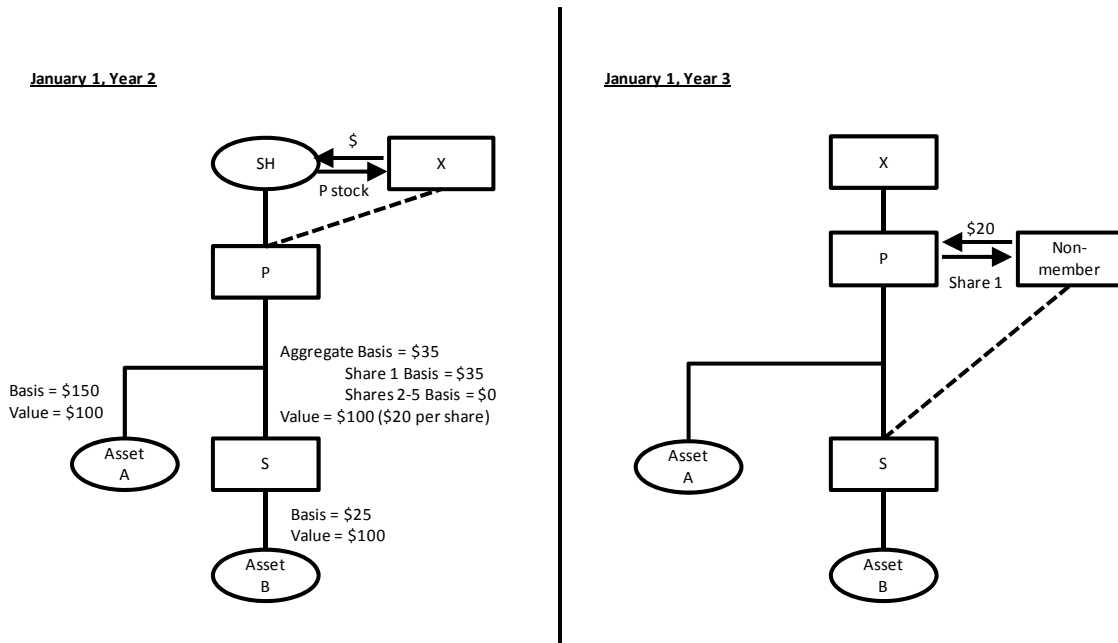 January 1, Year 2
$
SH
X
P stock
P
Aggregate Basis = $35
Share 1 Basis = $35
Shares 2-5 Basis = $0
Value = $100 ($20 per share)
Basis = $150
Value = $100
Asset
A
S
Basis = $25
Value = $100
Asset
B
January 1, Year 3
X
$20
P
Non-
member
Share 1
Asset
A
S
Asset
B